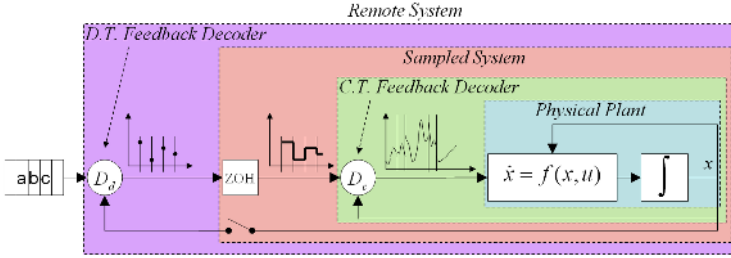 Remote System
D.T. Feedback Decoder
Sampled System
C.T. Feedback Decoder
Physical Plant
abc
D_d
ZOH
D_c
ẋ = f(x,u)
∫
x